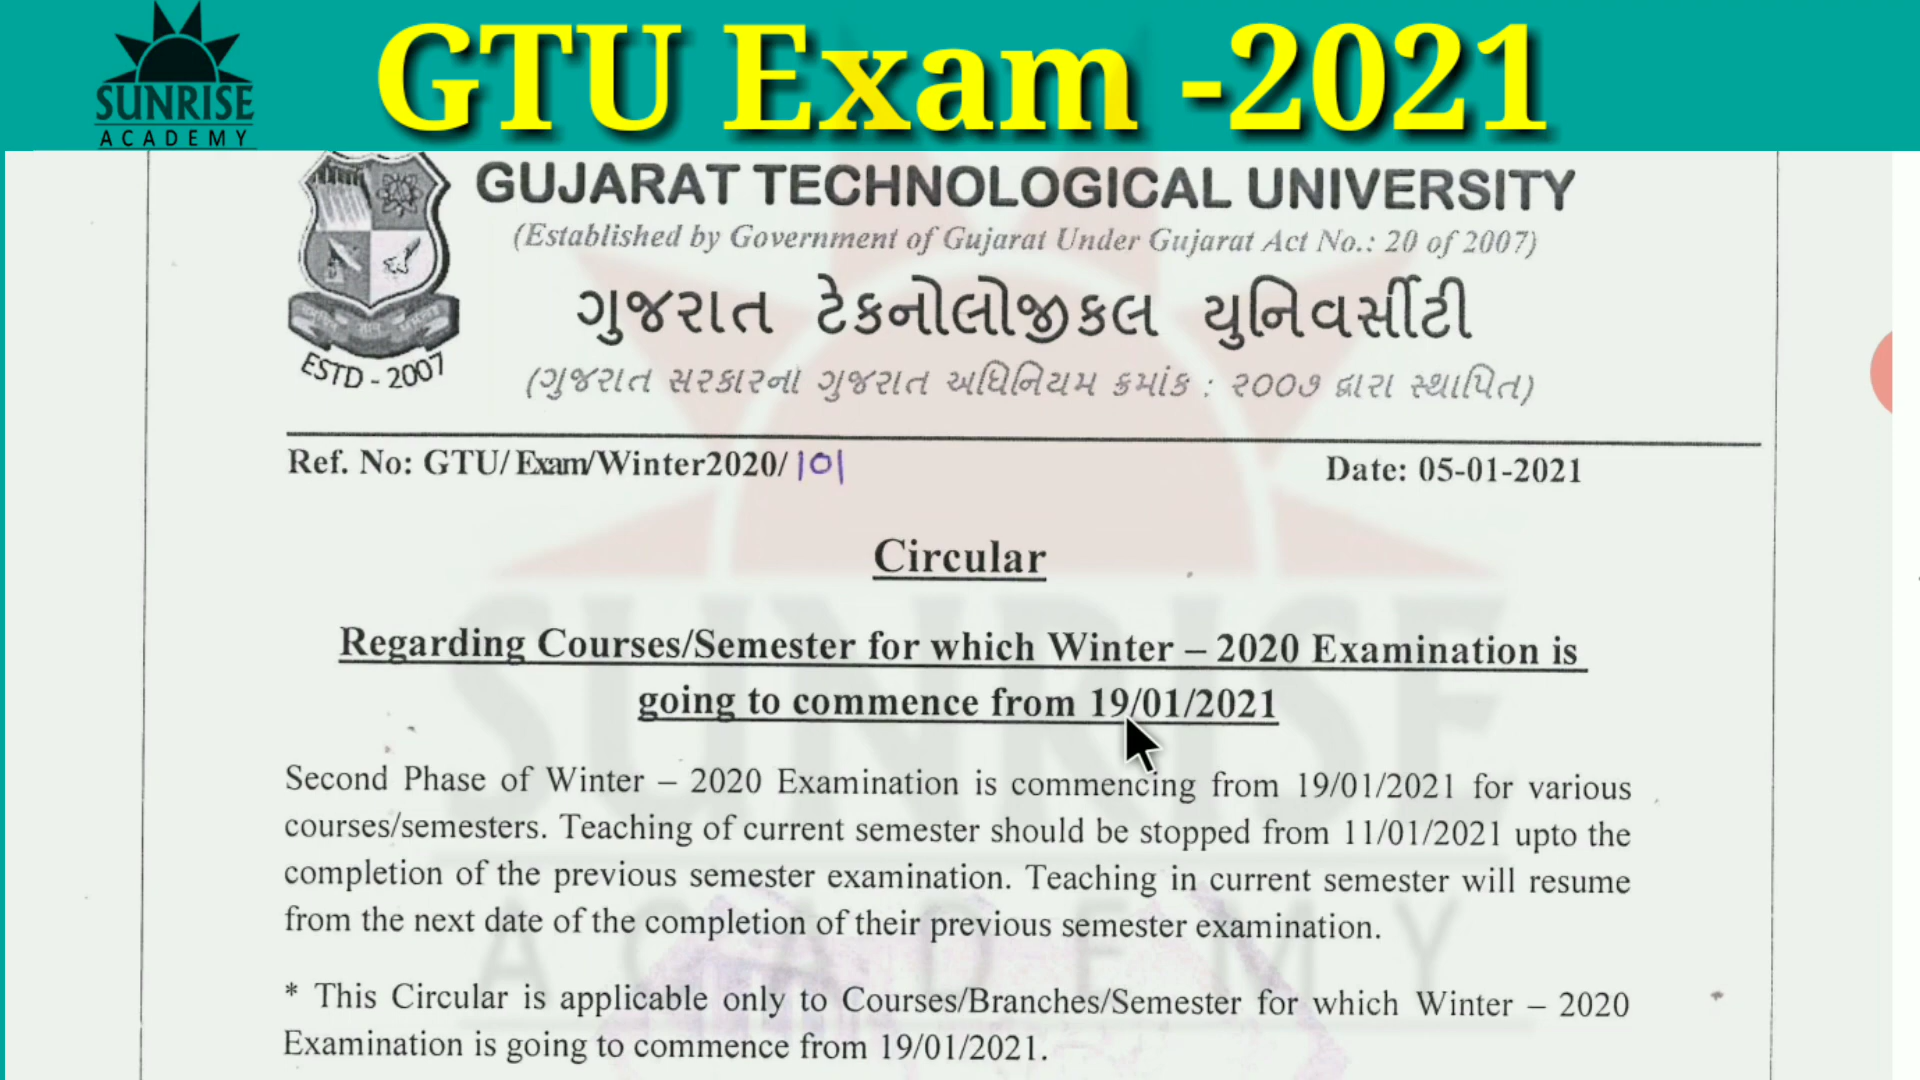 SUNRISE
ACADEMY
GTU Exam -2021
GUJARAT TECHNOLOGICAL UNIVERSITY
(Established by Government of Gujarat Under Gujarat Act No.: 20 of 2007)
ગુજરાત ટેકનોલોજીકલ યુનિવર્સીટી
(ગુજરાત સરકારના ગુજરાત અધિનિયમ ક્રમાંક : ૨૦૦૭ દ્વારા સ્થાપિત)
ESTD - 2007
Ref. No: GTU/Exam/Winter2020/101
Date: 05-01-2021
Circular
Regarding Courses/Semester for which Winter – 2020 Examination is
going to commence from 19/01/2021
Second Phase of Winter – 2020 Examination is commencing from 19/01/2021 for various
courses/semesters. Teaching of current semester should be stopped from 11/01/2021 upto the
completion of the previous semester examination. Teaching in current semester will resume
from the next date of the completion of their previous semester examination.
* This Circular is applicable only to Courses/Branches/Semester for which Winter – 2020
Examination is going to commence from 19/01/2021.
SUNRISE
ACADEMY